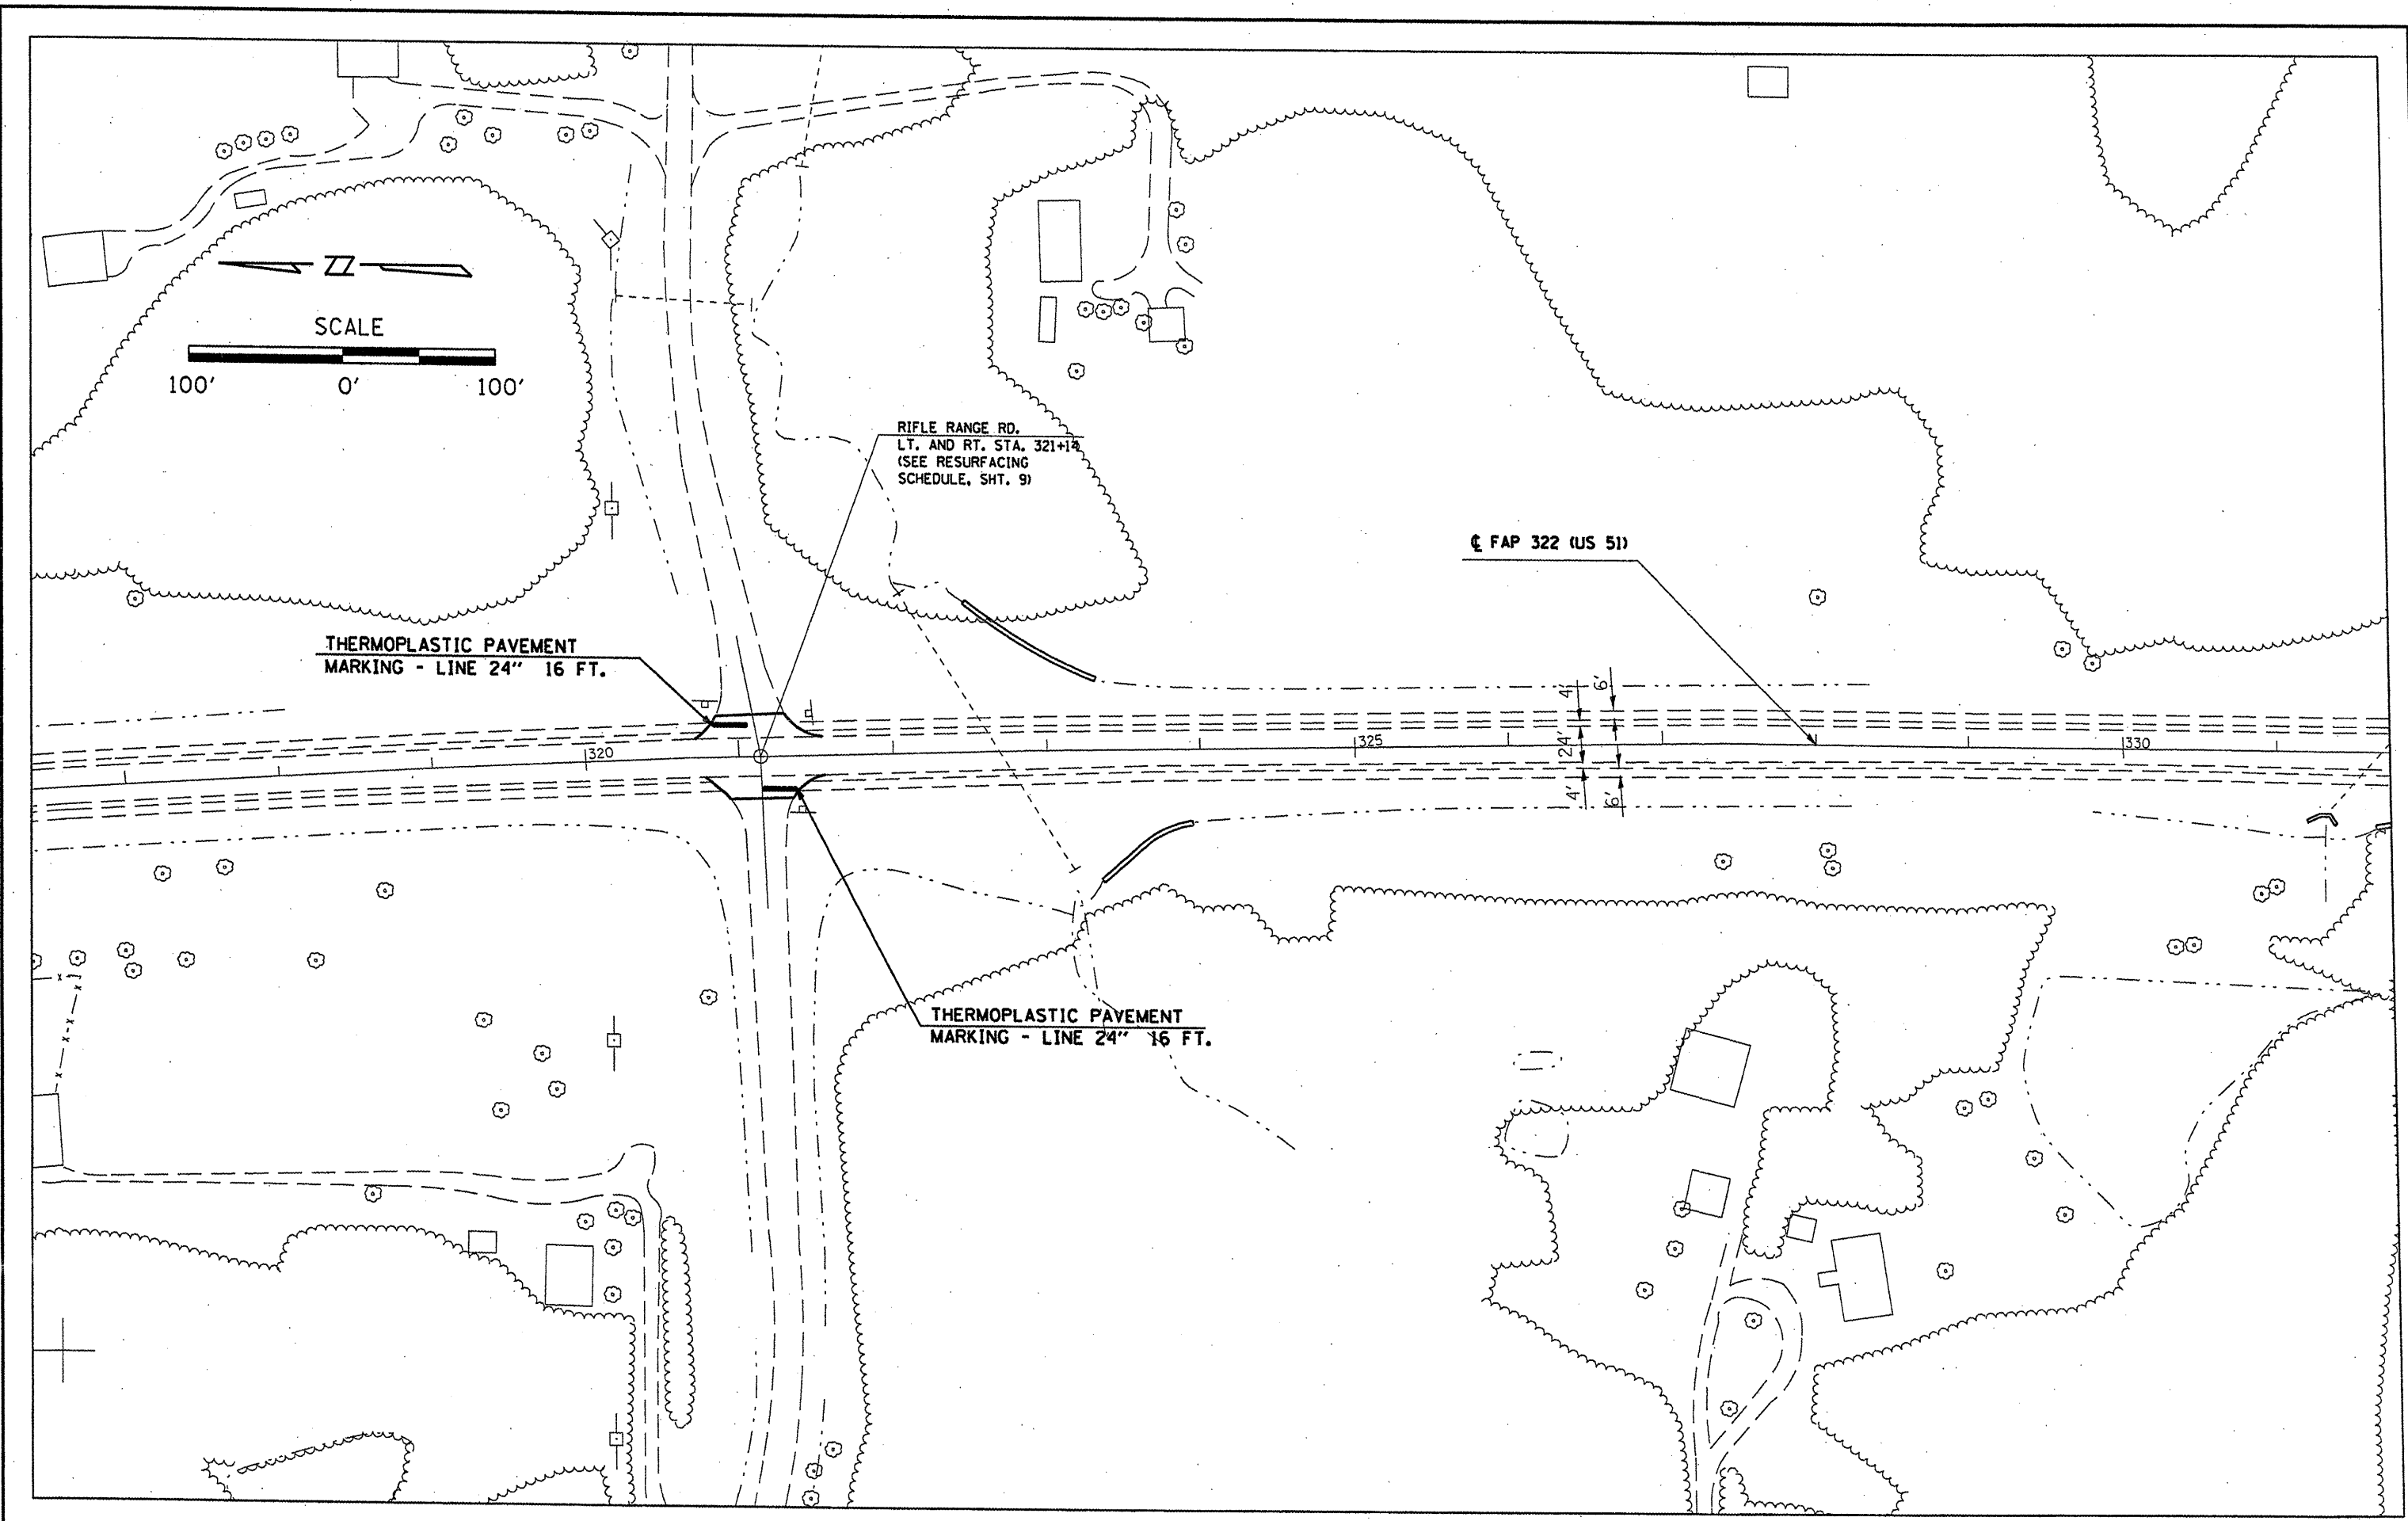 N
SCALE
100' 0' 100'
RIFLE RANGE RD.
LT. AND RT. STA. 321+14
(SEE RESURFACING
SCHEDULE, SHT. 9)
℄ FAP 322 (US 51)
THERMOPLASTIC PAVEMENT
MARKING - LINE 24" 16 FT.
4' 6'
320 325 24' 330
4' 6'
THERMOPLASTIC PAVEMENT
MARKING - LINE 24" 16 FT.